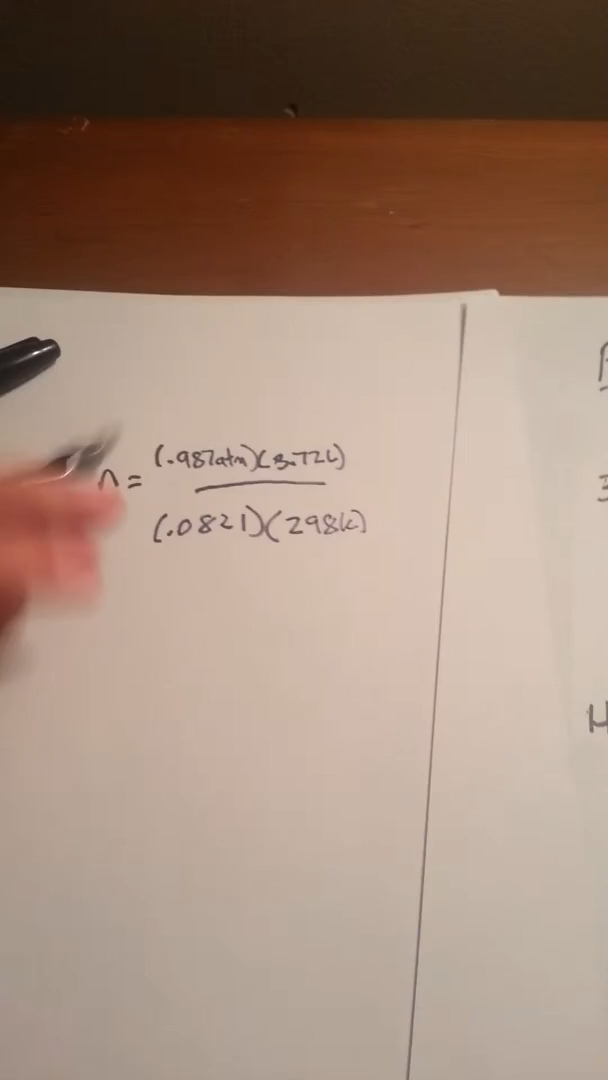 (.987atm)(3.72L)
n =
(.0821)(298K)